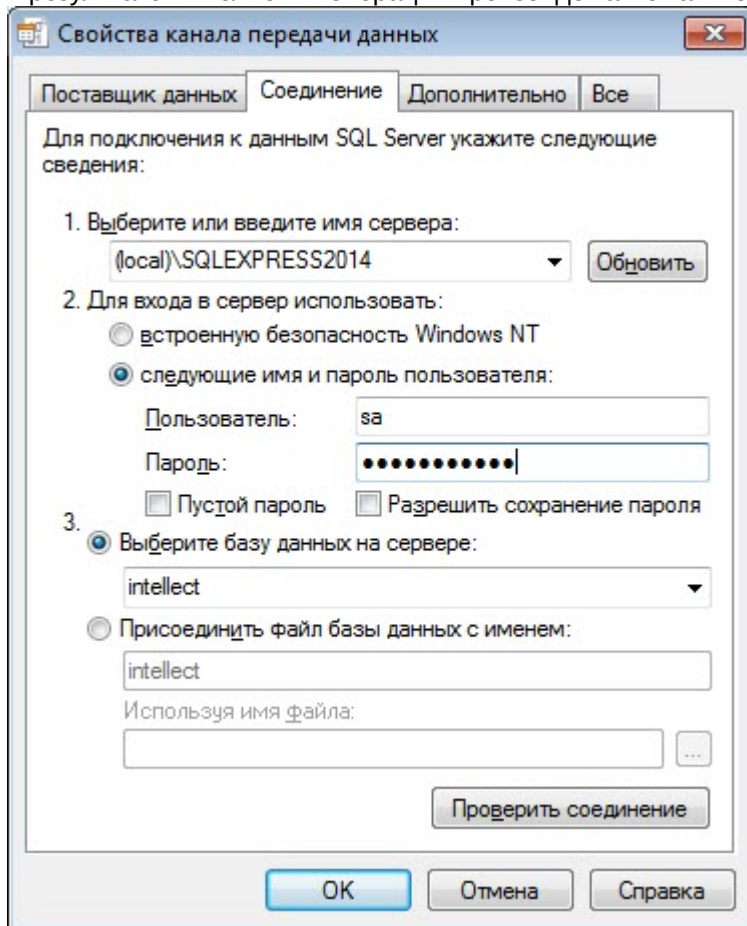 Свойства канала передачи данных
Поставщик данных Соединение Дополнительно Все
Для подключения к данным SQL Server укажите следующие
сведения:
1. Выберите или введите имя сервера:
(local)\SQLEXPRESS2014 Обновить
2. Для входа в сервер использовать:
встроенную безопасность Windows NT
следующие имя и пароль пользователя:
Пользователь: sa
Пароль: ●●●●●●●●●●●
Пустой пароль Разрешить сохранение пароля
3.
Выберите базу данных на сервере:
intellect
Присоединить файл базы данных с именем:
intellect
Используя имя файла:
...
Проверить соединение
OK Отмена Справка